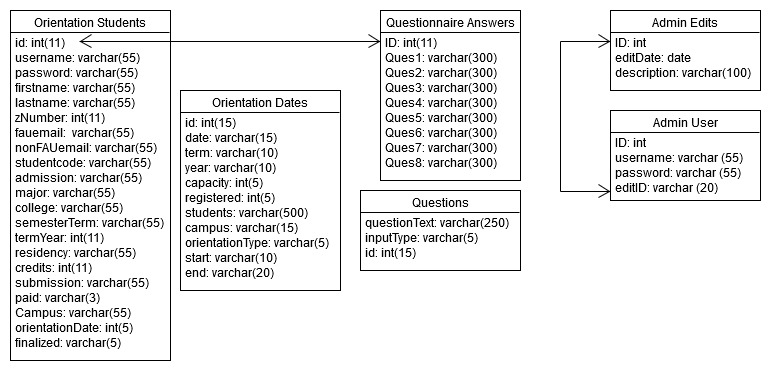 Orientation Students
id: int(11)
username: varchar(55)
password: varchar(55)
firstname: varchar(55)
lastname: varchar(55)
zNumber: int(11)
fauemail: varchar(55)
nonFAUemail: varchar(55)
studentcode: varchar(55)
admission: varchar(55)
major: varchar(55)
college: varchar(55)
semesterTerm: varchar(55)
termYear: int(11)
residency: varchar(55)
credits: int(11)
submission: varchar(55)
paid: varchar(3)
Campus: varchar(55)
orientationDate: int(5)
finalized: varchar(5)
Orientation Dates
id: int(15)
date: varchar(15)
term: varchar(10)
year: varchar(10)
capacity: int(5)
registered: int(5)
students: varchar(500)
campus: varchar(15)
orientationType: varchar(5)
start: varchar(10)
end: varchar(20)
Questionnaire Answers
ID: int(11)
Ques1: varchar(300)
Ques2: varchar(300)
Ques3: varchar(300)
Ques4: varchar(300)
Ques5: varchar(300)
Ques6: varchar(300)
Ques7: varchar(300)
Ques8: varchar(300)
Questions
questionText: varchar(250)
inputType: varchar(5)
id: int(15)
Admin Edits
ID: int
editDate: date
description: varchar(100)
Admin User
ID: int
username: varchar (55)
password: varchar (55)
editID: varchar (20)